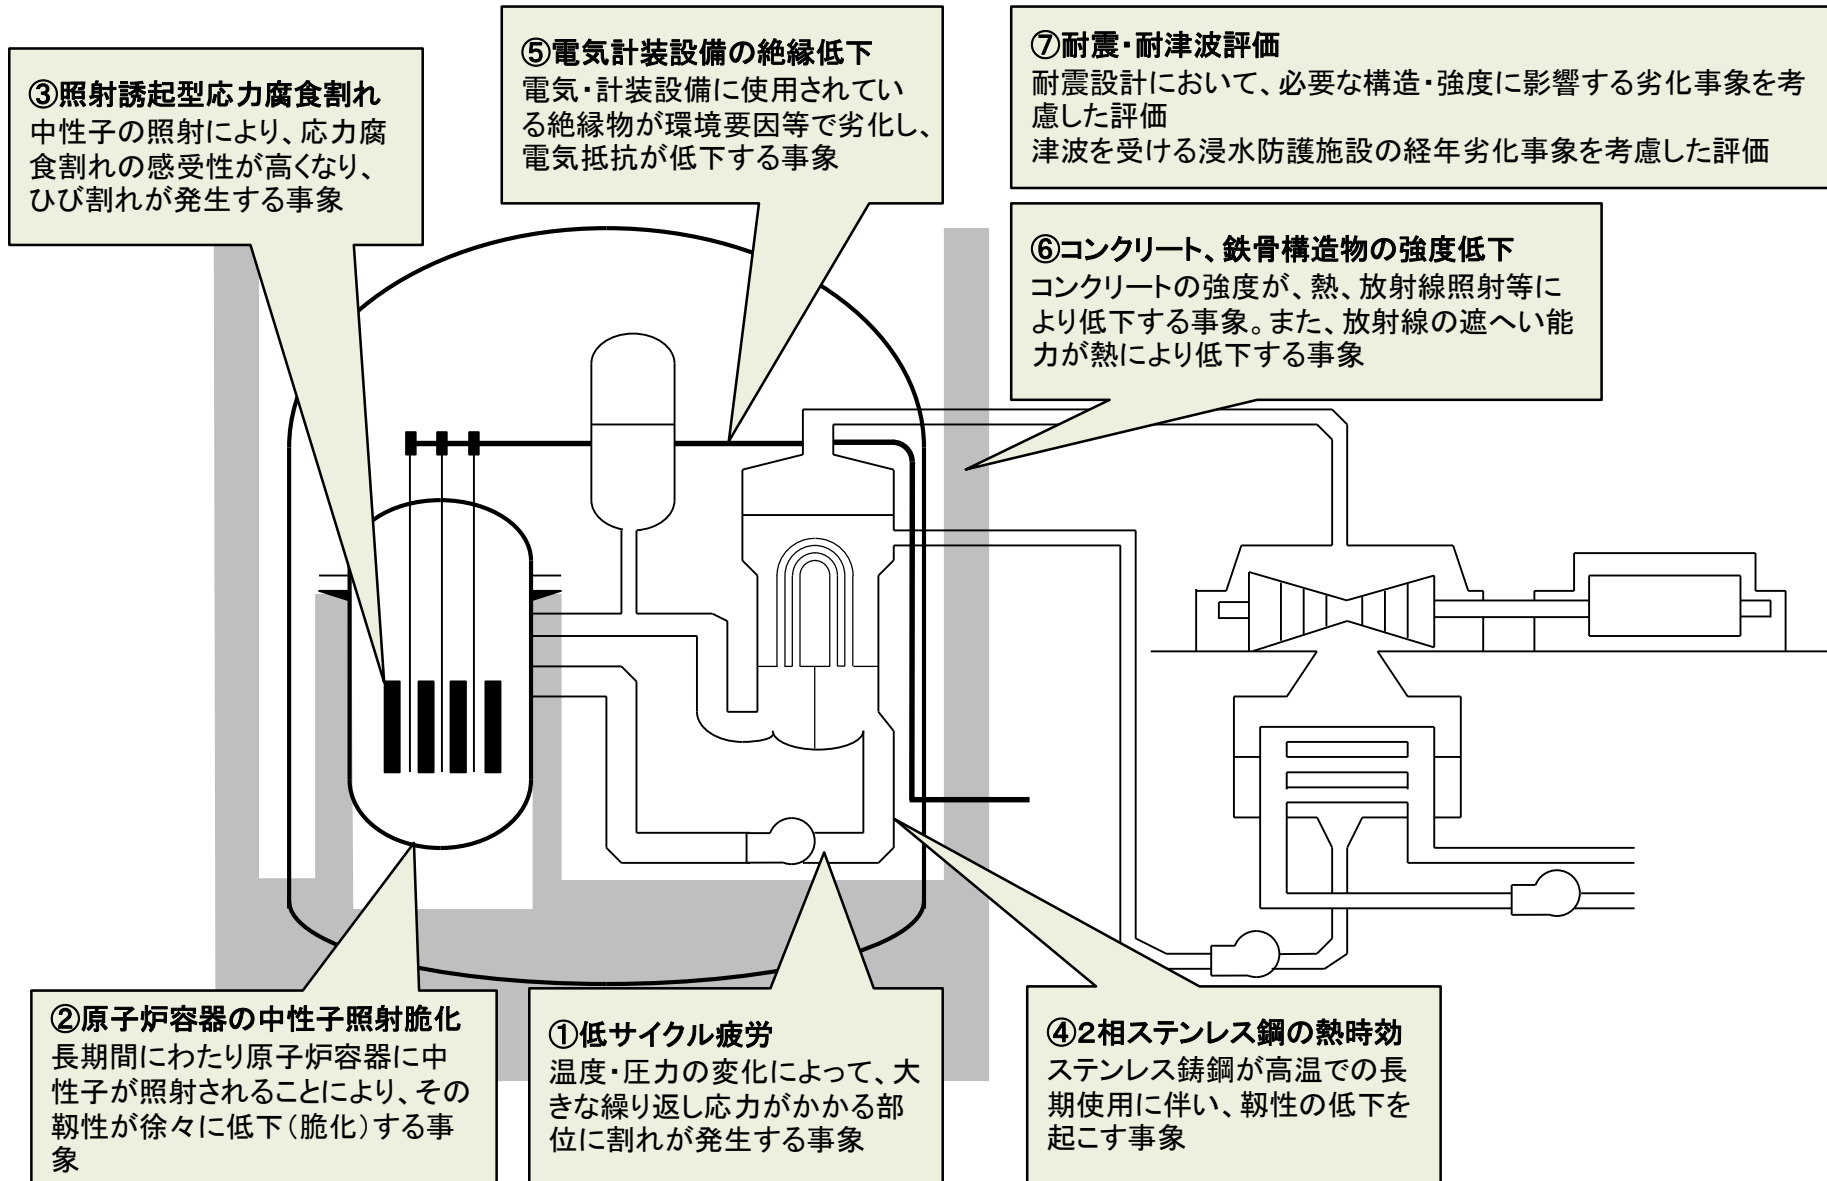 ③照射誘起型応力腐食割れ
中性子の照射により、応力腐
食割れの感受性が高くなり、
ひび割れが発生する事象
⑤電気計装設備の絶縁低下
電気・計装設備に使用されてい
る絶縁物が環境要因等で劣化し、
電気抵抗が低下する事象
⑦耐震・耐津波評価
耐震設計において、必要な構造・強度に影響する劣化事象を考
慮した評価
津波を受ける浸水防護施設の経年劣化事象を考慮した評価
⑥コンクリート、鉄骨構造物の強度低下
コンクリートの強度が、熱、放射線照射等に
より低下する事象。また、放射線の遮へい能
力が熱により低下する事象
②原子炉容器の中性子照射脆化
長期間にわたり原子炉容器に中
性子が照射されることにより、その
靱性が徐々に低下（脆化）する事
象
①低サイクル疲労
温度・圧力の変化によって、大
きな繰り返し応力がかかる部
位に割れが発生する事象
④２相ステンレス鋼の熱時効
ステンレス鋳鋼が高温での長
期使用に伴い、靱性の低下を
起こす事象